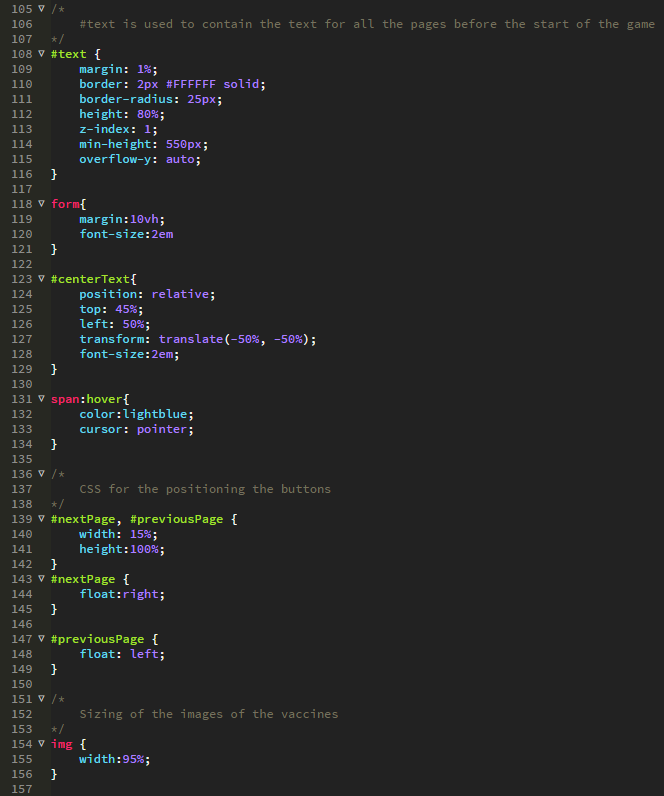 105 ▽ /*
106     #text is used to contain the text for all the pages before the start of the game
107 */
108 ▽ #text {
109     margin: 1%;
110     border: 2px #FFFFFF solid;
111     border-radius: 25px;
112     height: 80%;
113     z-index: 1;
114     min-height: 550px;
115     overflow-y: auto;
116 }
117
118 ▽ form{
119     margin:10vh;
120     font-size:2em
121 }
122
123 ▽ #centerText{
124     position: relative;
125     top: 45%;
126     left: 50%;
127     transform: translate(-50%, -50%);
128     font-size:2em;
129 }
130
131 ▽ span:hover{
132     color:lightblue;
133     cursor: pointer;
134 }
135
136 ▽ /*
137     CSS for the positioning the buttons
138 */
139 ▽ #nextPage, #previousPage {
140     width: 15%;
141     height:100%;
142 }
143 ▽ #nextPage {
144     float:right;
145 }
146
147 ▽ #previousPage {
148     float: left;
149 }
150
151 ▽ /*
152     Sizing of the images of the vaccines
153 */
154 ▽ img {
155     width:95%;
156 }
157